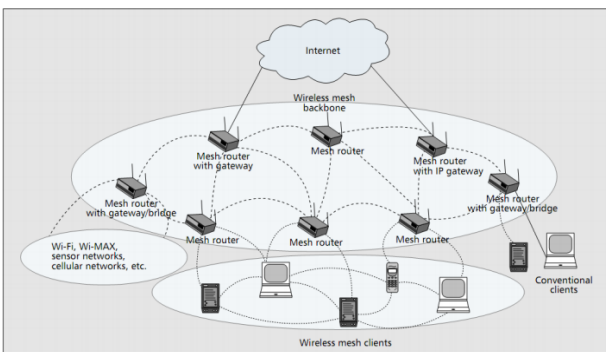 Internet
Wireless mesh
backbone
Mesh router
with gateway
Mesh router
Mesh router
with IP gateway
Mesh router
with gateway/bridge
Mesh router
with gateway/bridge
Mesh router
Mesh router
Mesh router
Wi-Fi, Wi-MAX,
sensor networks,
cellular networks, etc.
Conventional
clients
Wireless mesh clients